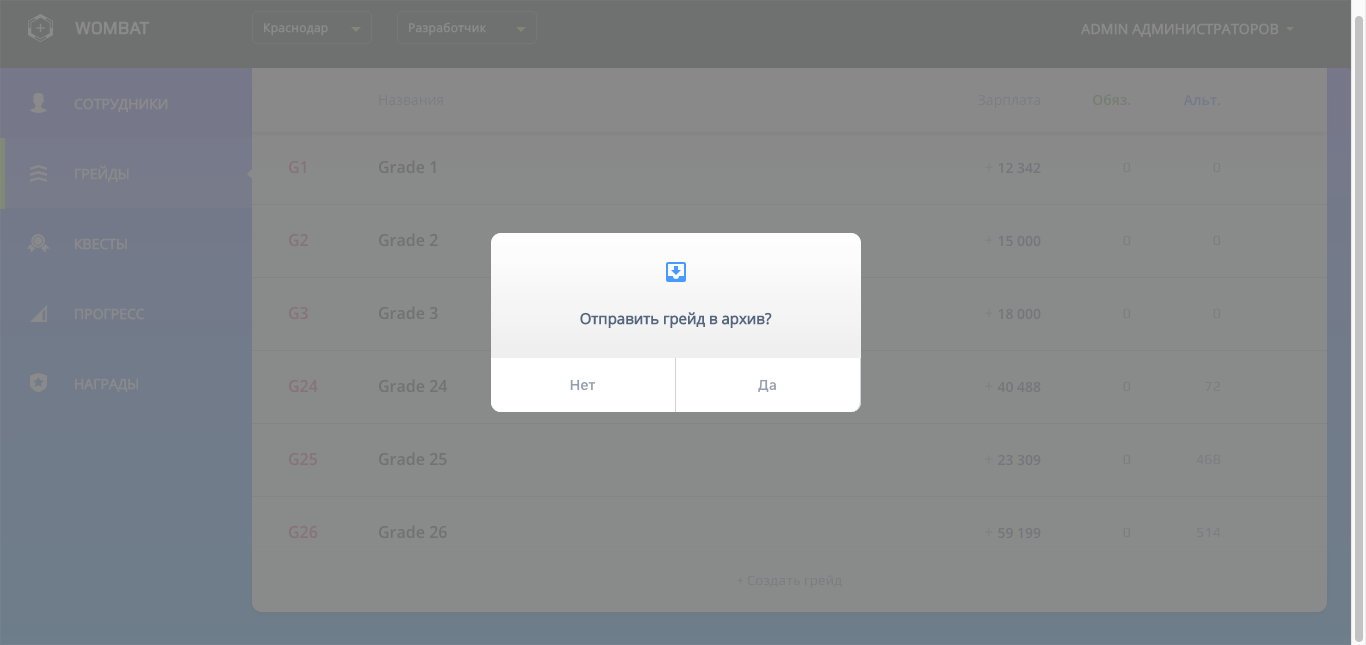 WOMBAT
Краснодар
Разработчик
ADMIN АДМИНИСТРАТОРОВ
СОТРУДНИКИ
ГРЕЙДЫ
КВЕСТЫ
ПРОГРЕСС
НАГРАДЫ
Названия Зарплата Обяз. Альт.
G1 Grade 1 + 12 342 0 0
G2 Grade 2 + 15 000 0 0
G3 Grade 3 + 18 000 0 0
G24 Grade 24 + 40 488 0 72
G25 Grade 25 + 23 309 0 468
G26 Grade 26 + 59 199 0 514
+ Создать грейд
Отправить грейд в архив?
Нет Да